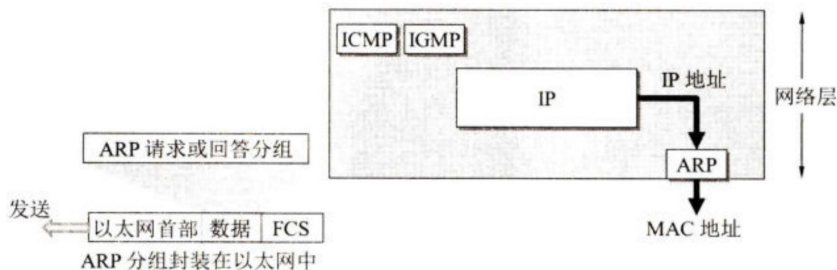 ICMP IGMP
IP 地址
IP
网络层
ARP 请求或回答分组
ARP
发送
以太网首部 数据 FCS
MAC 地址
ARP 分组封装在以太网中